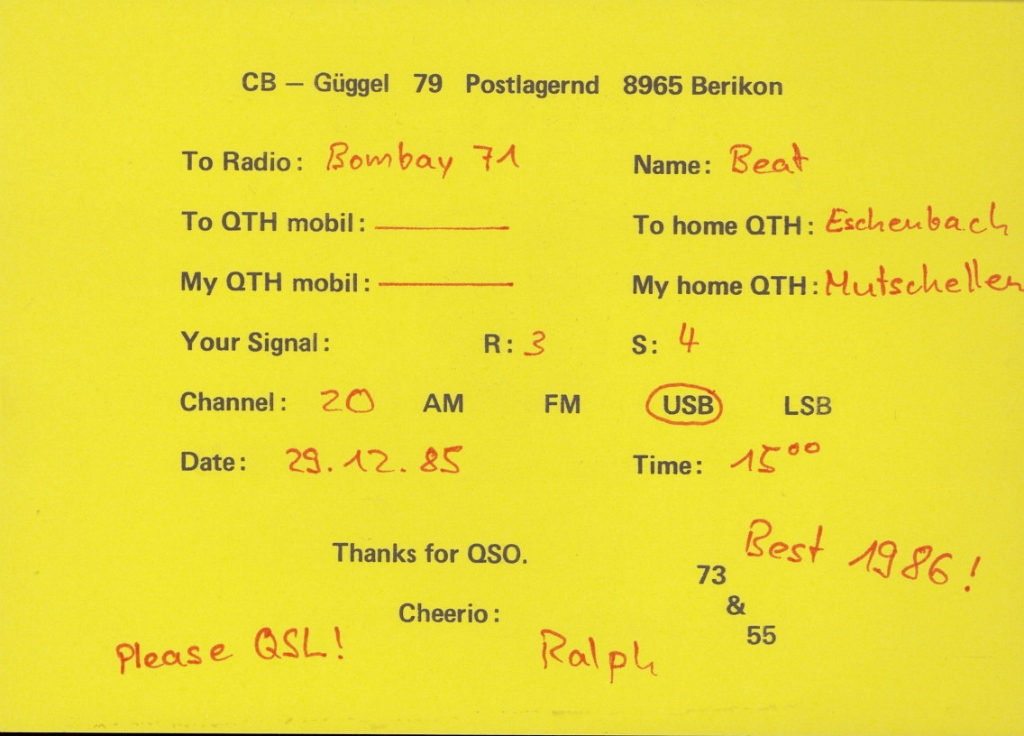 CB – Güggel 79 Postlagernd 8965 Berikon
To Radio: Bombay 71 Name: Beat
To QTH mobil: To home QTH: Eschenbach
My QTH mobil: My home QTH: Mutschellen
Your Signal: R: 3 S: 4
Channel: 20 AM FM USB LSB
Date: 29.12.85 Time: 15⁰⁰
Best 1986!
Thanks for QSO.
73
&
55
Cheerio:
Please QSL! Ralph